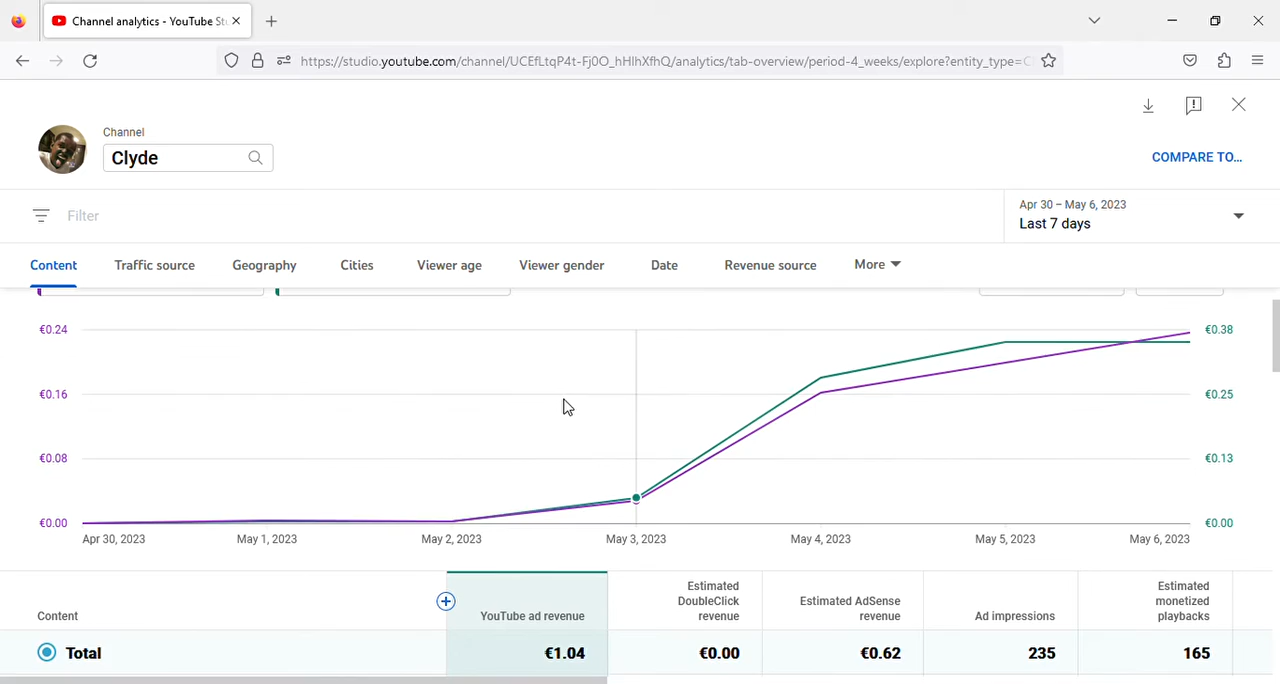 Channel analytics - YouTube St
https://studio.youtube.com/channel/UCEfLtqP4t-Fj0O_hHIhXfhQ/analytics/tab-overview/period-4_weeks/explore?entity_type=C
Channel
Clyde
COMPARE TO...
Filter
Apr 30 – May 6, 2023
Last 7 days
Content Traffic source Geography Cities Viewer age Viewer gender Date Revenue source More
€0.24 €0.38
€0.16 €0.25
€0.08 €0.13
€0.00 €0.00
Apr 30, 2023 May 1, 2023 May 2, 2023 May 3, 2023 May 4, 2023 May 5, 2023 May 6, 2023
Content
YouTube ad revenue
Estimated
DoubleClick
revenue
Estimated AdSense
revenue
Ad impressions
Estimated
monetized
playbacks
Total €1.04 €0.00 €0.62 235 165